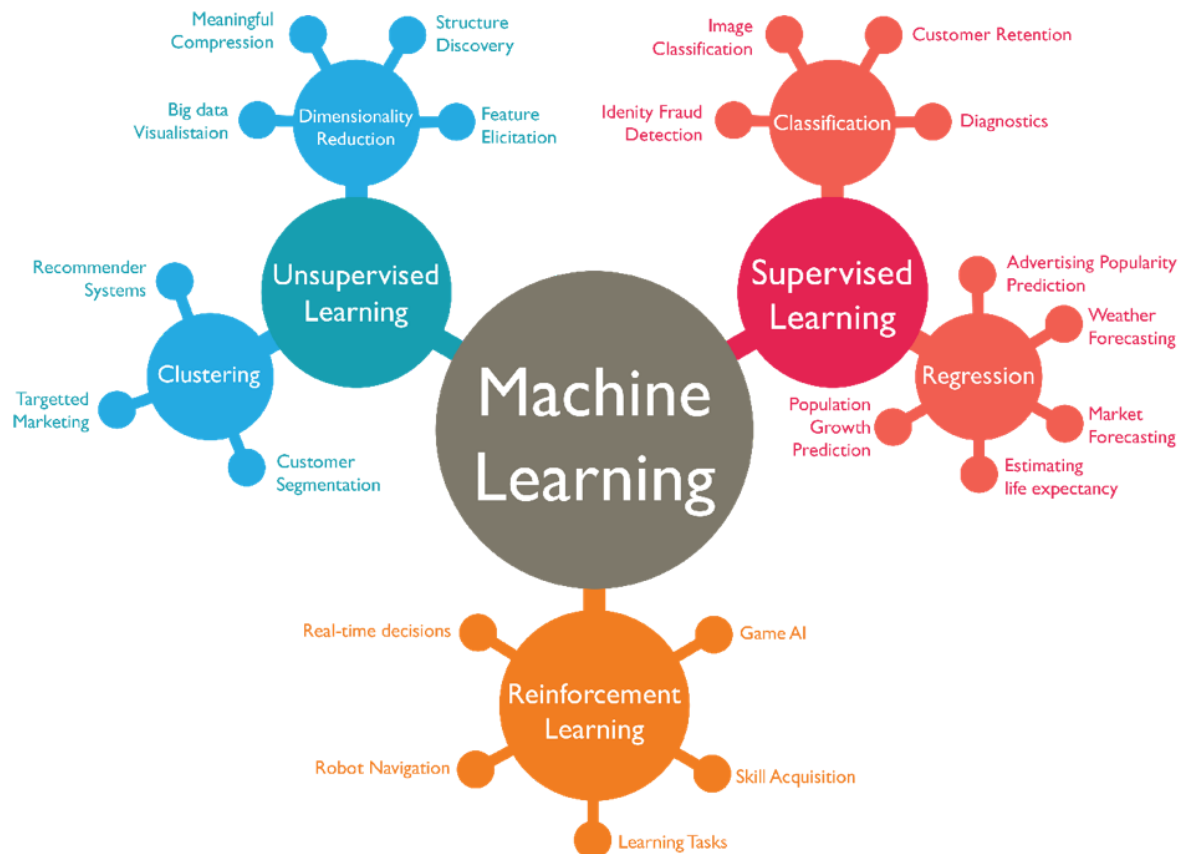 Meaningful
Compression
Structure
Discovery
Big data
Visualistaion
Dimensionality
Reduction
Feature
Elicitation
Image
Classification
Customer Retention
Idenity Fraud
Detection
Classification
Diagnostics
Unsupervised
Learning
Recommender
Systems
Clustering
Targetted
Marketing
Customer
Segmentation
Machine
Learning
Supervised
Learning
Advertising Popularity
Prediction
Weather
Forecasting
Regression
Population
Growth
Prediction
Market
Forecasting
Estimating
life expectancy
Reinforcement
Learning
Real-time decisions
Game AI
Robot Navigation
Skill Acquisition
Learning Tasks